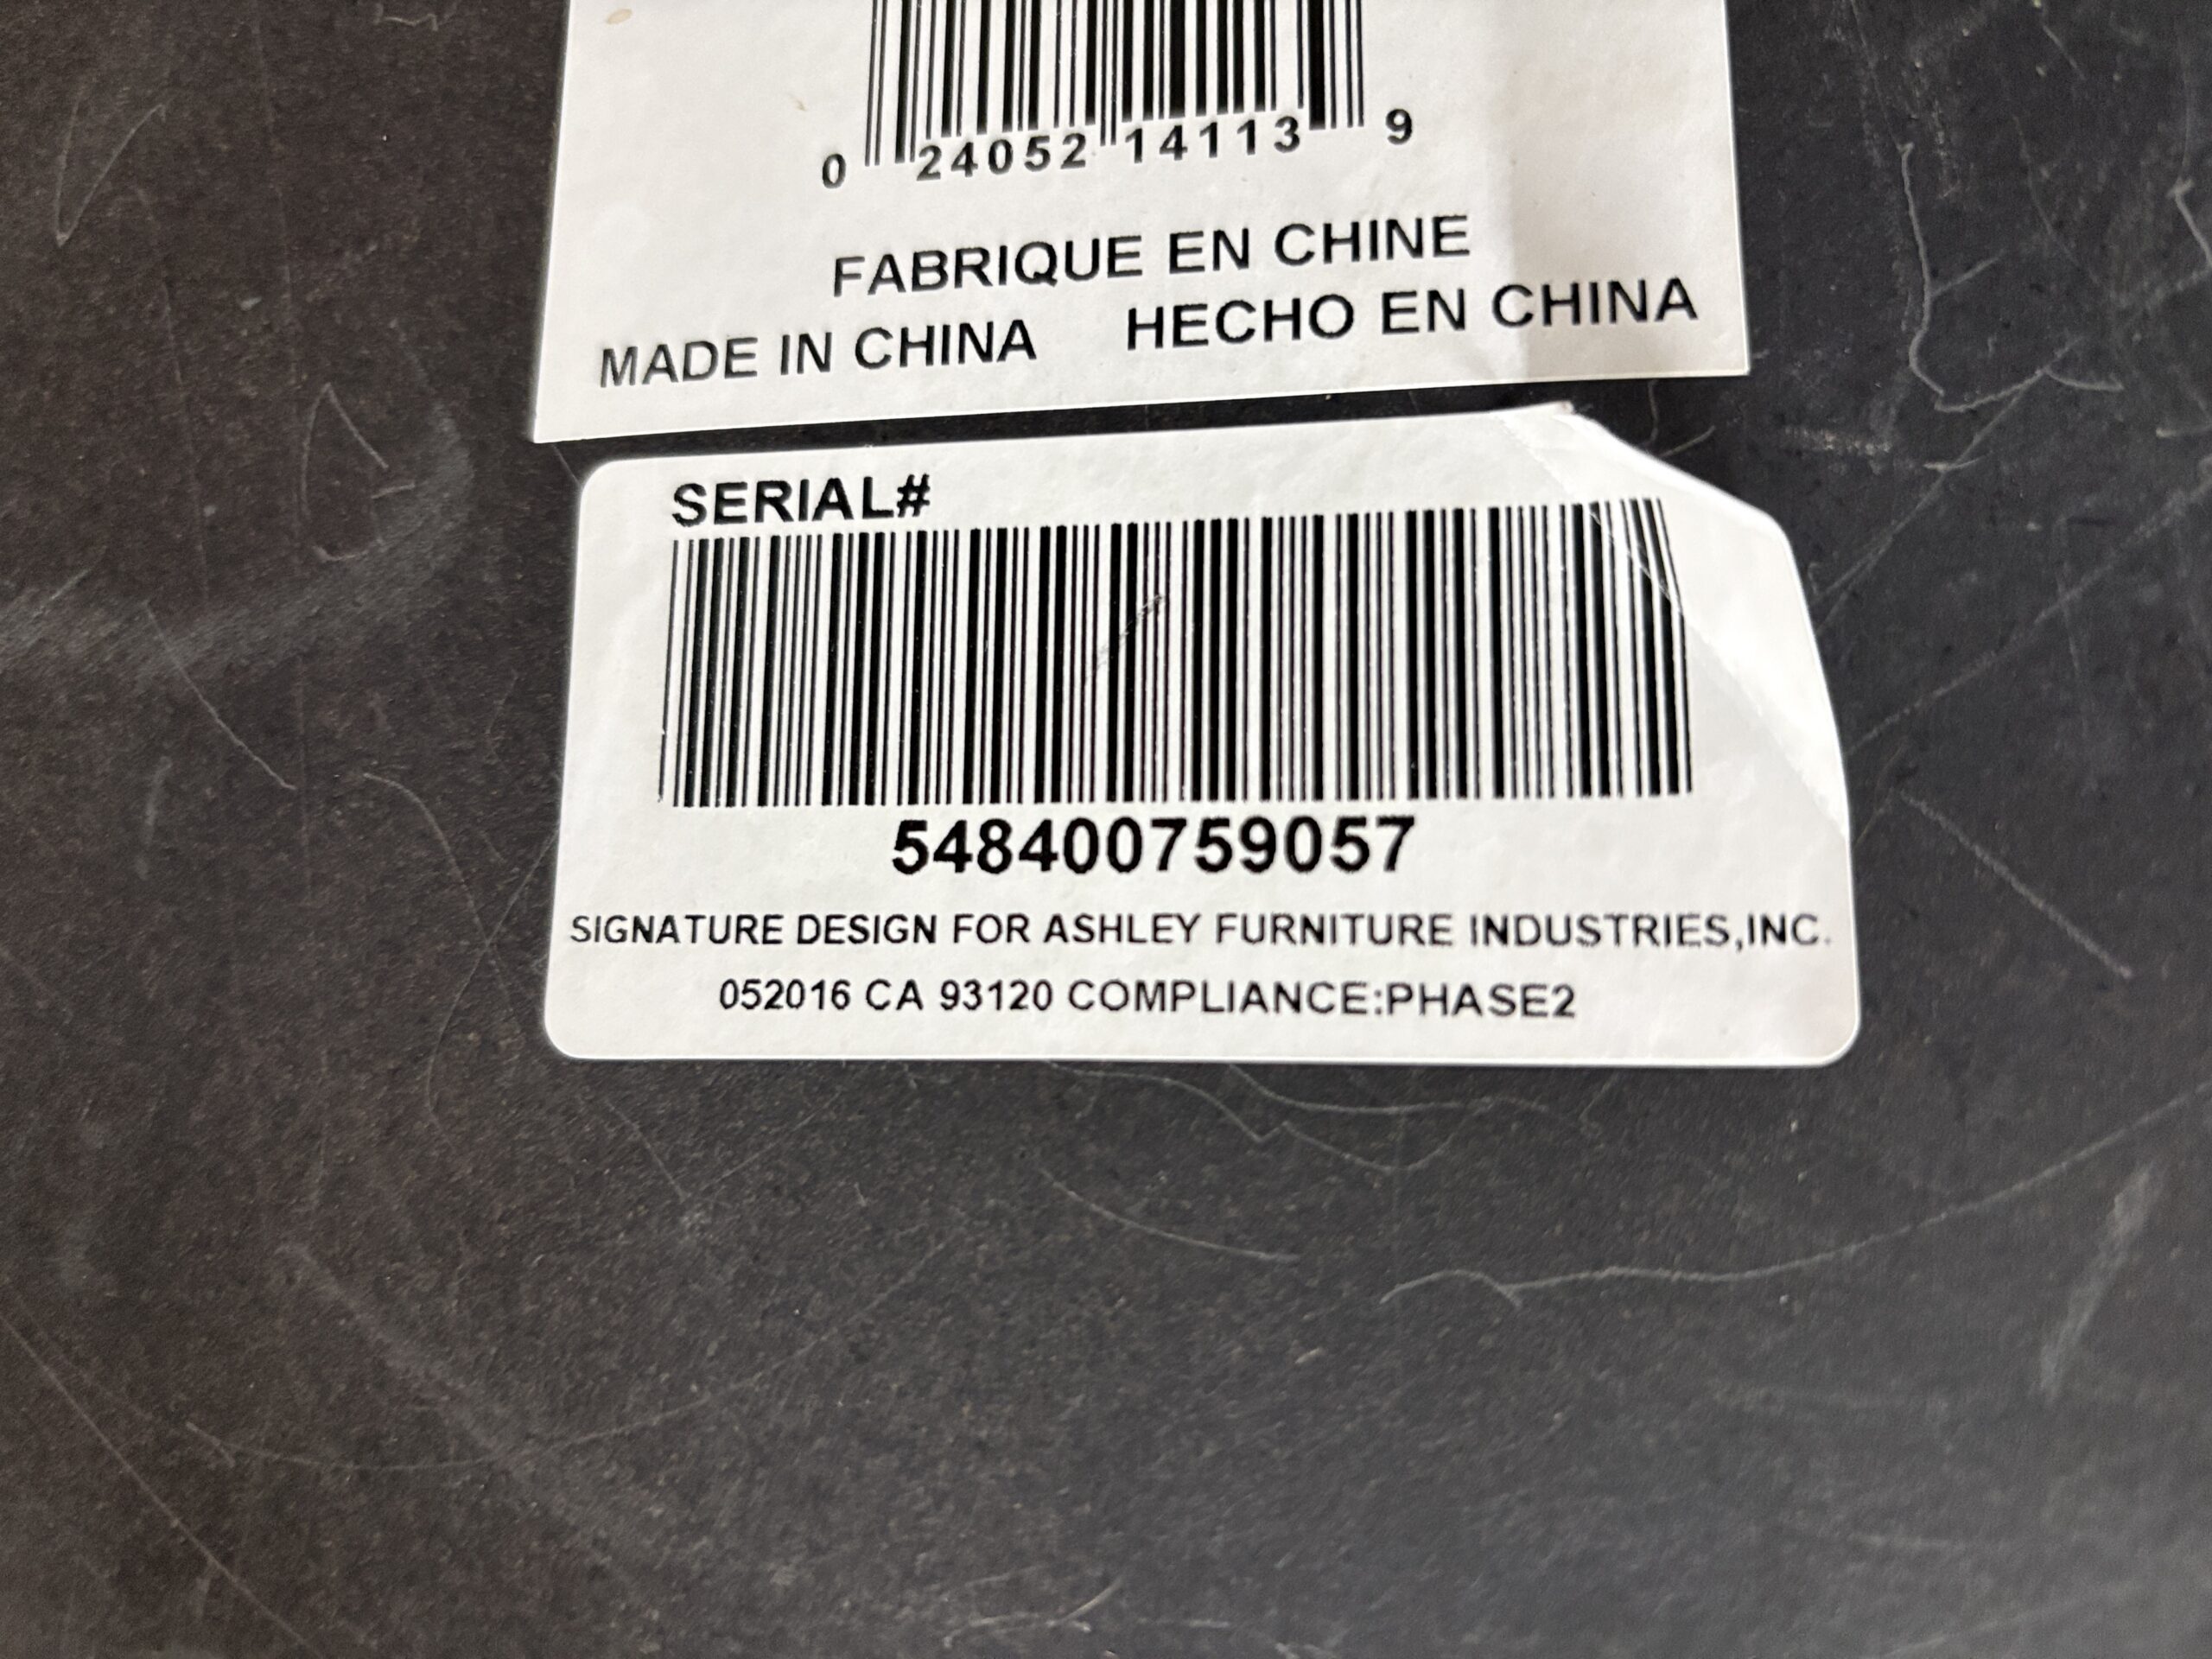 0 24052 14113 9
FABRIQUE EN CHINE
MADE IN CHINA HECHO EN CHINA
SERIAL#
548400759057
SIGNATURE DESIGN FOR ASHLEY FURNITURE INDUSTRIES,INC.
052016 CA 93120 COMPLIANCE:PHASE2